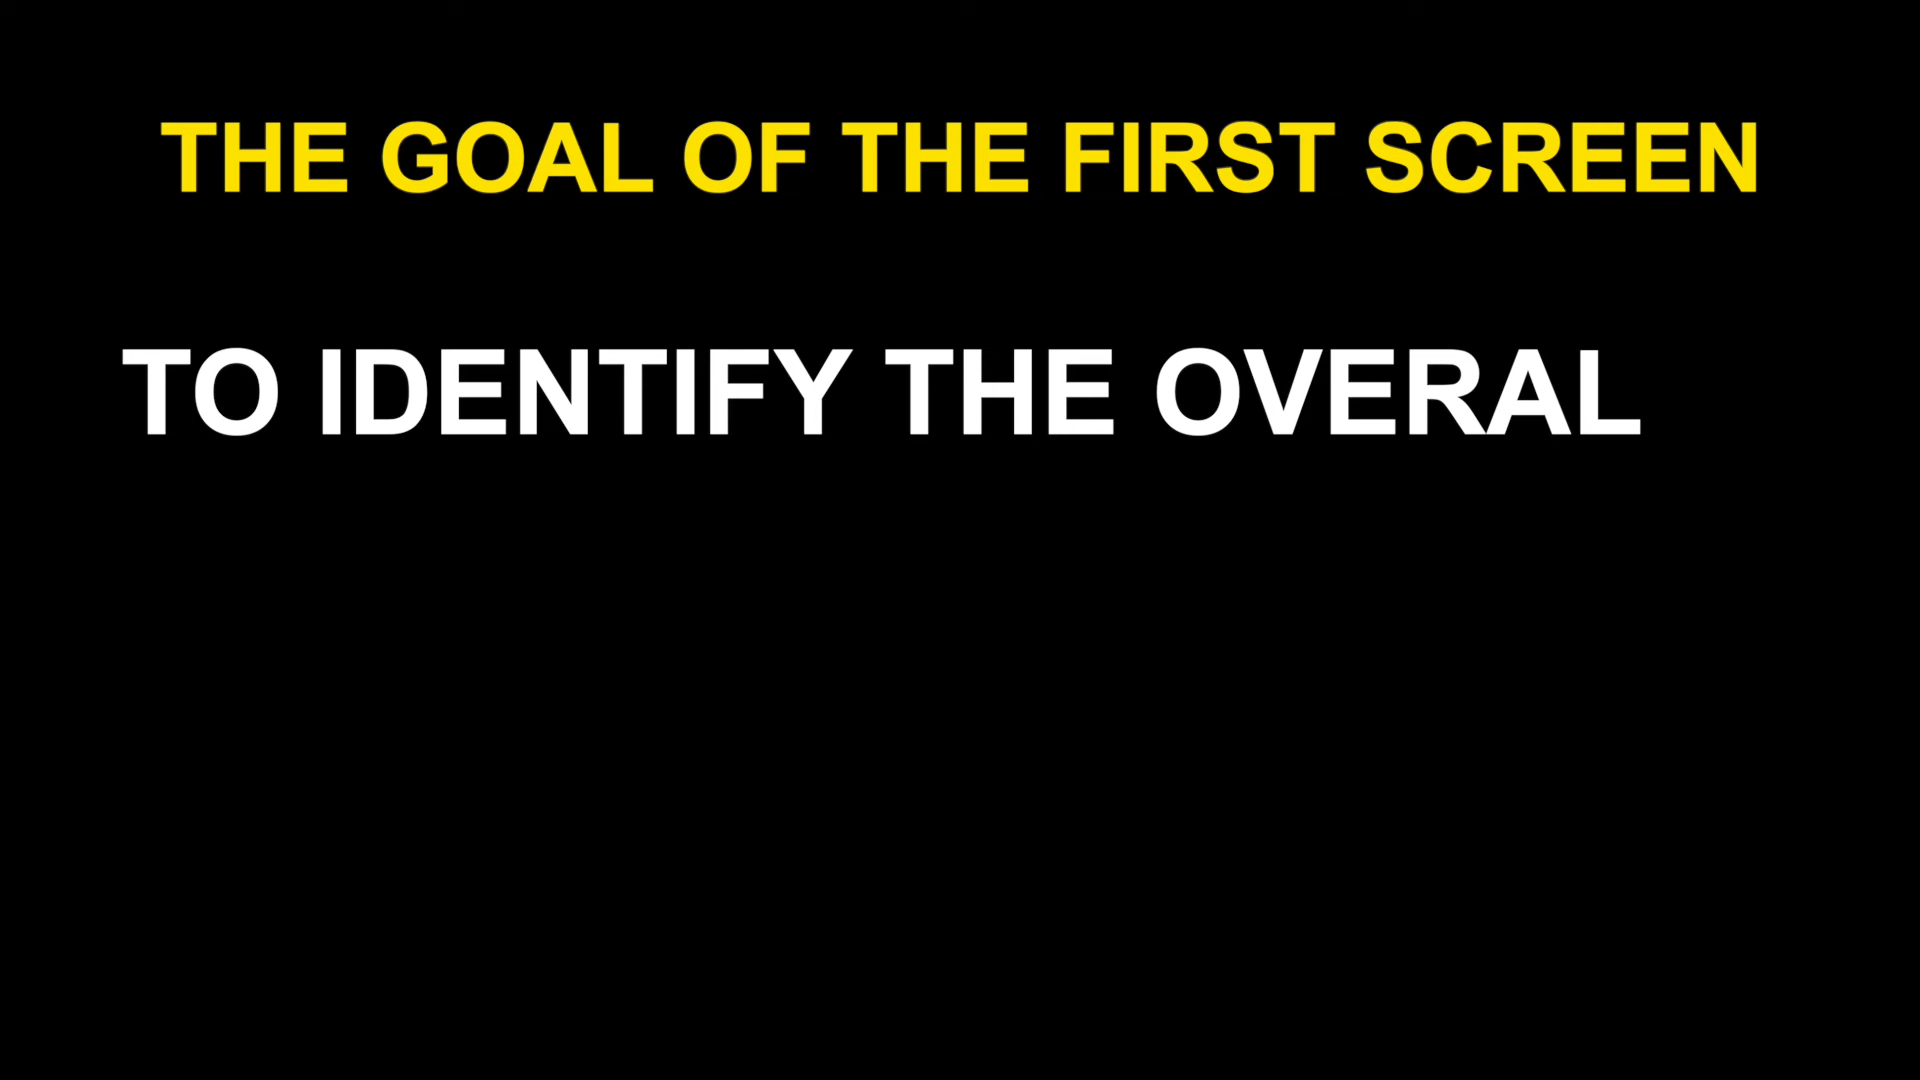 THE GOAL OF THE FIRST SCREEN
TO IDENTIFY THE OVERAL